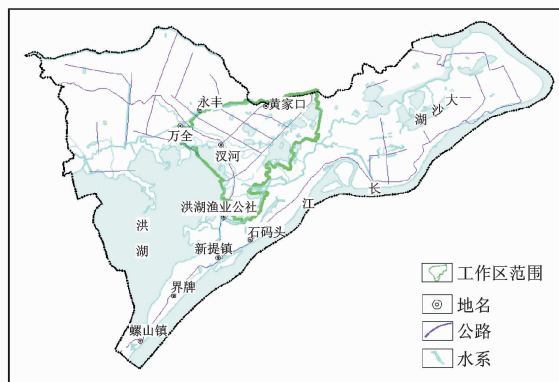 永丰
黄家口
万全
汊河
大沙湖
洪湖渔业公社
洪湖
长江
石码头
新提镇
界牌
螺山镇
工作区范围
地名
公路
水系